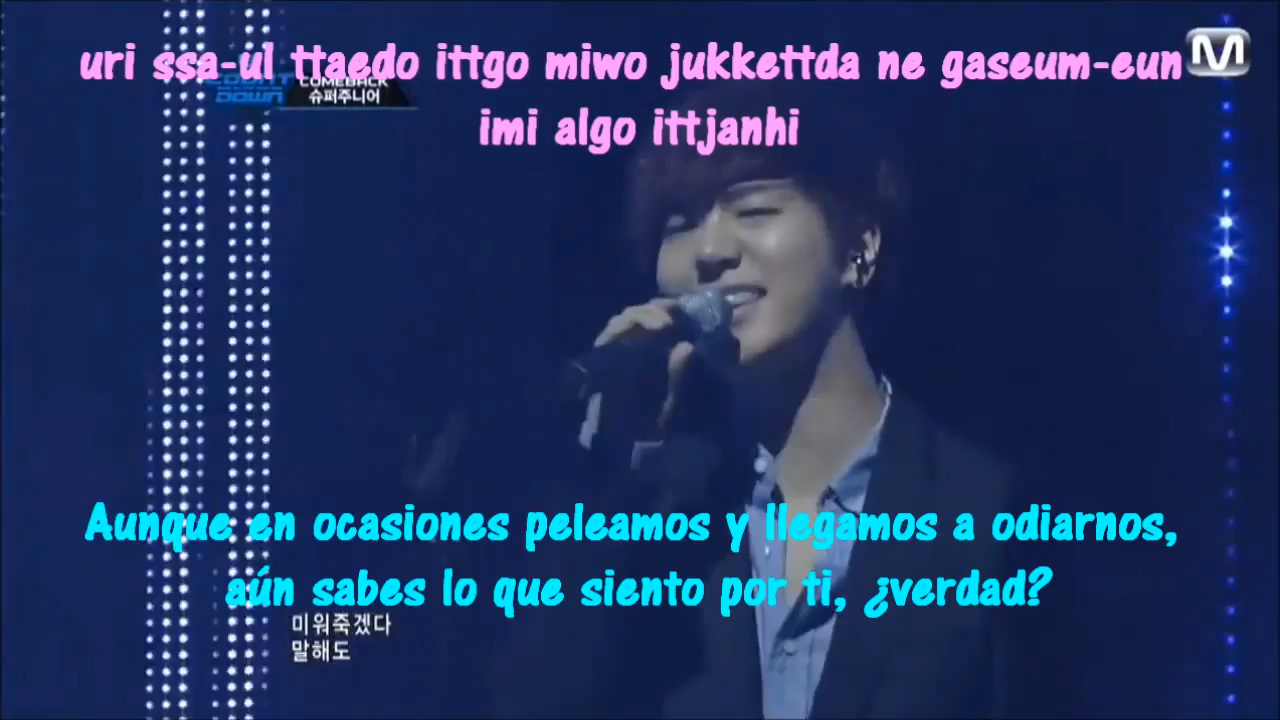 uri ssa-ul ttaedo ittgo miwo jukkettda ne gaseum-eun
imi algo ittjanhi
M
COUNT DOWN
COMEBACK
슈퍼주니어
Aunque en ocasiones peleamos y llegamos a odiarnos,
aún sabes lo que siento por ti, ¿verdad?
미워죽겠다
말해도